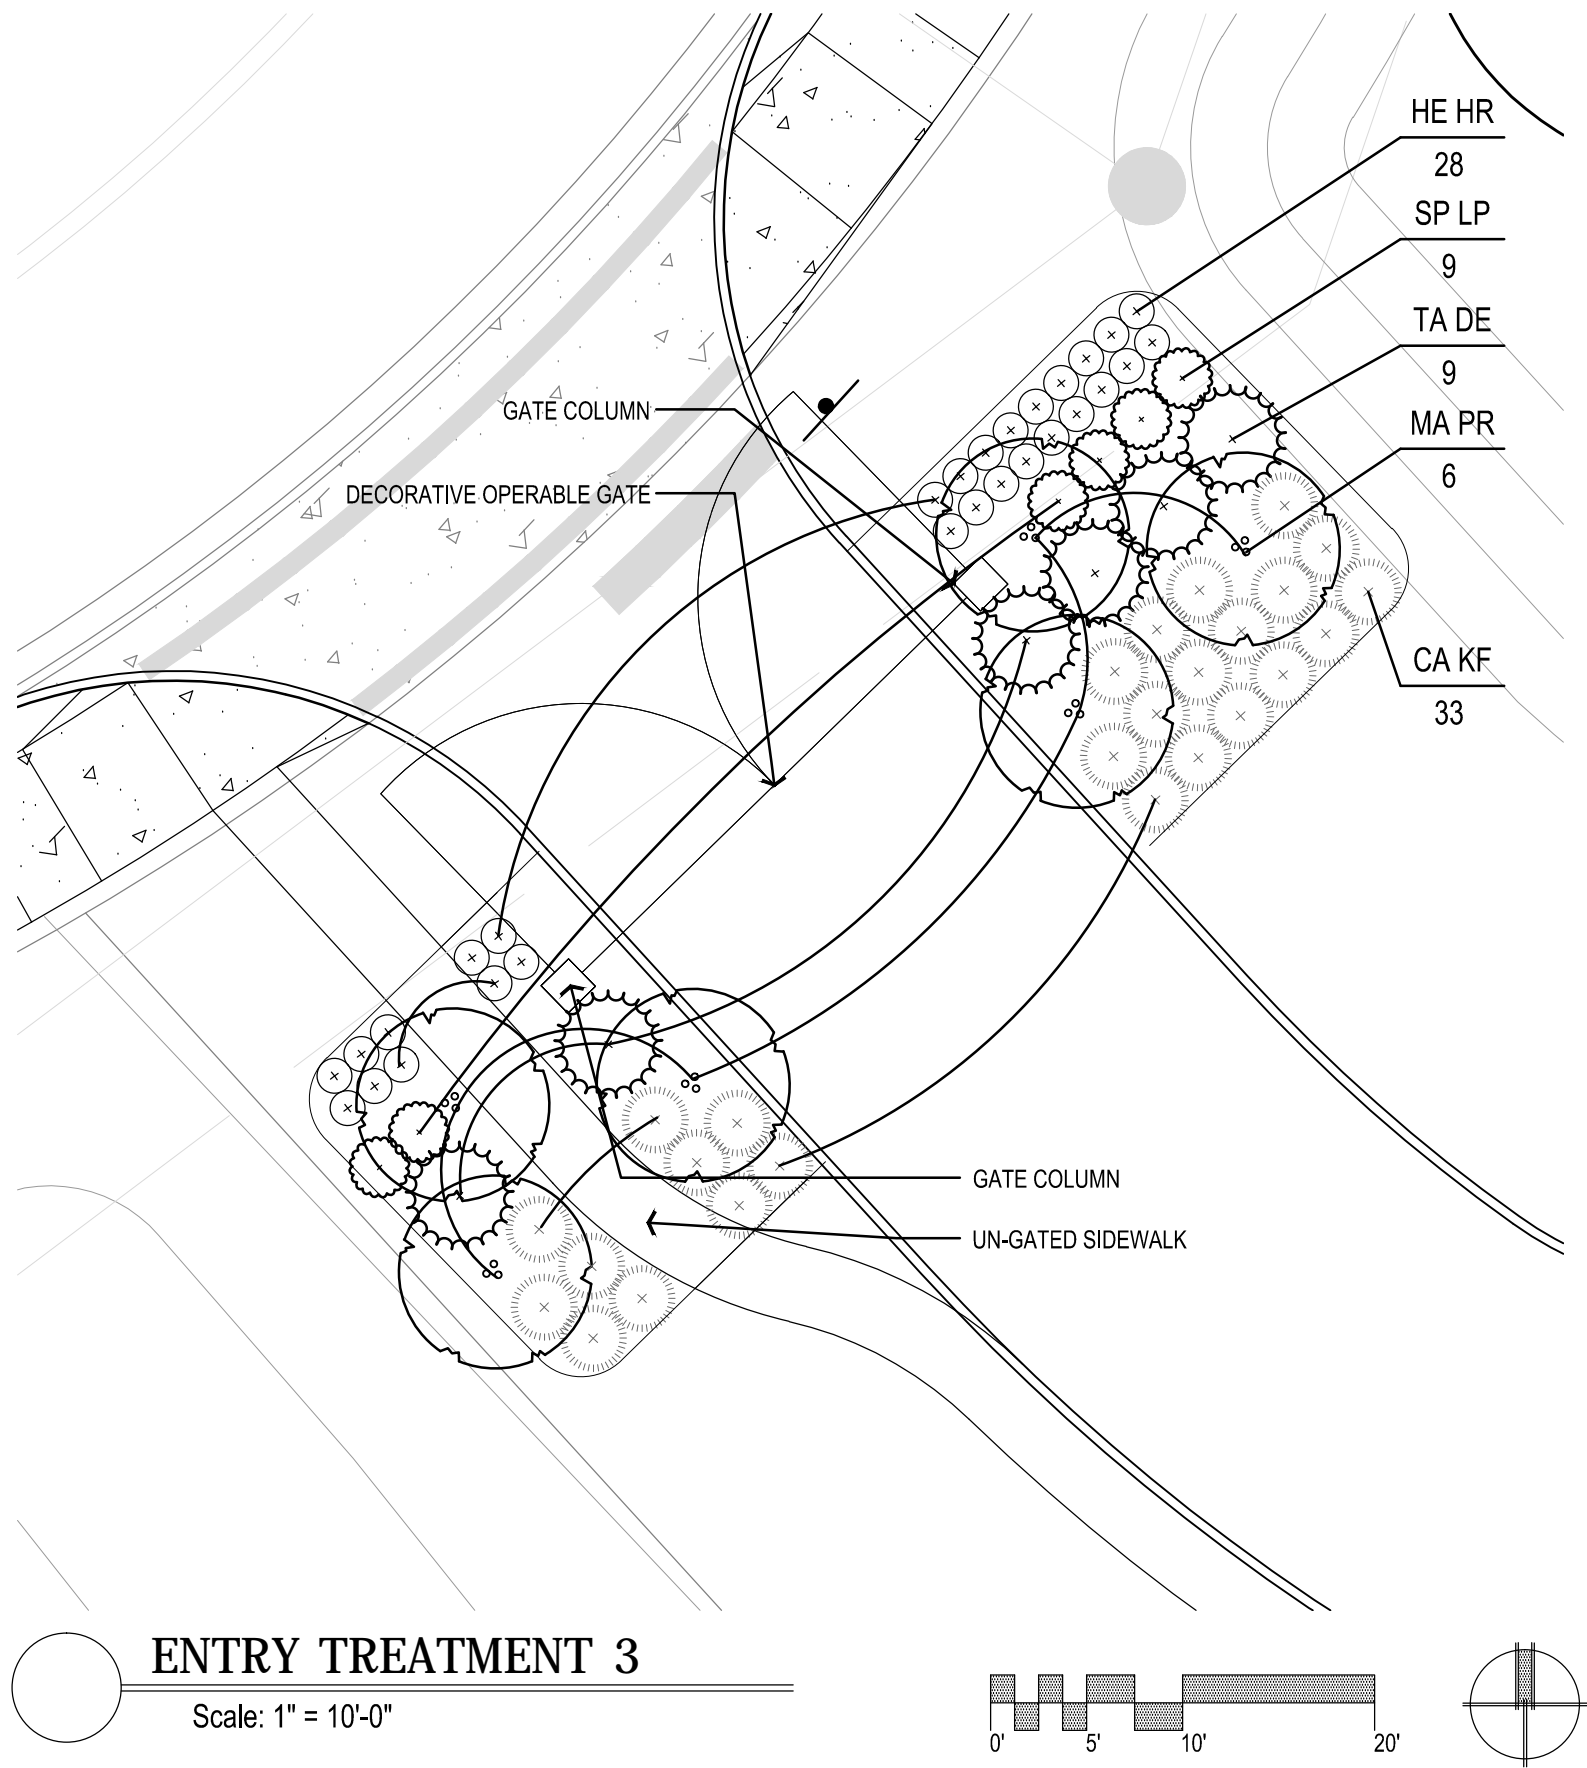 HE HR
28
SP LP
9
TA DE
9
MA PR
6
GATE COLUMN
DECORATIVE OPERABLE GATE
CA KF
33
GATE COLUMN
UN-GATED SIDEWALK
ENTRY TREATMENT 3
Scale: 1" = 10'-0"
0' 5' 10' 20'